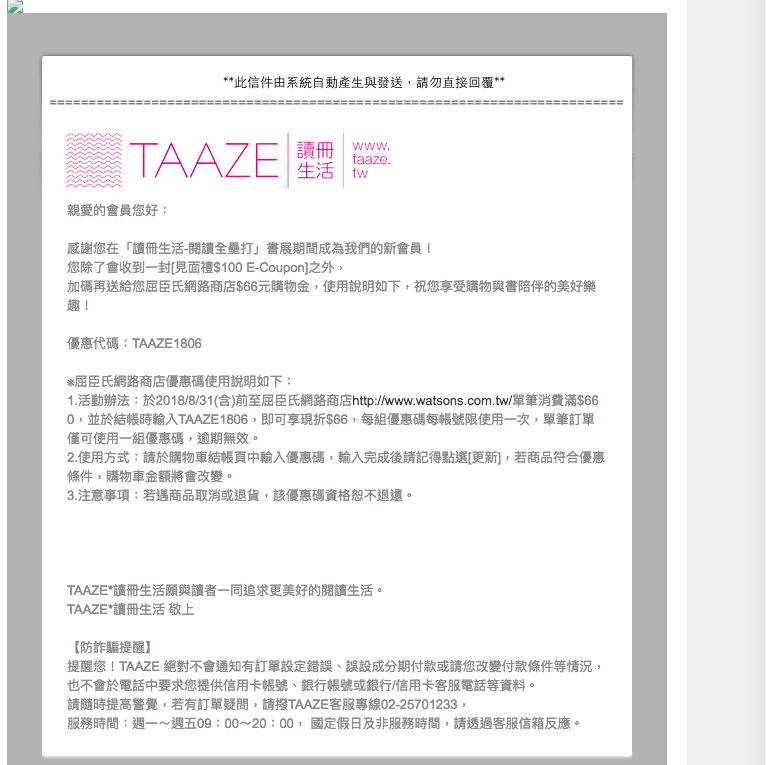 **此信件由系統自動產生與發送，請勿直接回覆**
==========================================================================
TAAZE 讀冊生活 www.taaze.tw
親愛的會員您好：
感謝您在「讀冊生活-閱讀全壘打」書展期間成為我們的新會員！
您除了會收到一封[見面禮$100 E-Coupon]之外，
加碼再送給您屈臣氏網路商店$66元購物金，使用說明如下，祝您享受購物與書陪伴的美好樂
趣！
優惠代碼：TAAZE1806
※屈臣氏網路商店優惠碼使用說明如下：
1.活動辦法：於2018/8/31(含)前至屈臣氏網路商店http://www.watsons.com.tw/單筆消費滿$66
0，並於結帳時輸入TAAZE1806，即可享現折$66，每組優惠碼每帳號限使用一次，單筆訂單
僅可使用一組優惠碼，逾期無效。
2.使用方式：請於購物車結帳頁中輸入優惠碼，輸入完成後請記得點選[更新]，若商品符合優惠
條件，購物車金額將會改變。
3.注意事項：若遇商品取消或退貨，該優惠碼資格恕不退還。
TAAZE*讀冊生活願與讀者一同追求更美好的閱讀生活。
TAAZE*讀冊生活 敬上
【防詐騙提醒】
提醒您！TAAZE 絕對不會通知有訂單設定錯誤、誤設成分期付款或請您改變付款條件等情況，
也不會於電話中要求您提供信用卡帳號、銀行帳號或銀行/信用卡客服電話等資料。
請隨時提高警覺，若有訂單疑問，請撥TAAZE客服專線02-25701233，
服務時間：週一～週五09：00～20：00， 國定假日及非服務時間，請透過客服信箱反應。